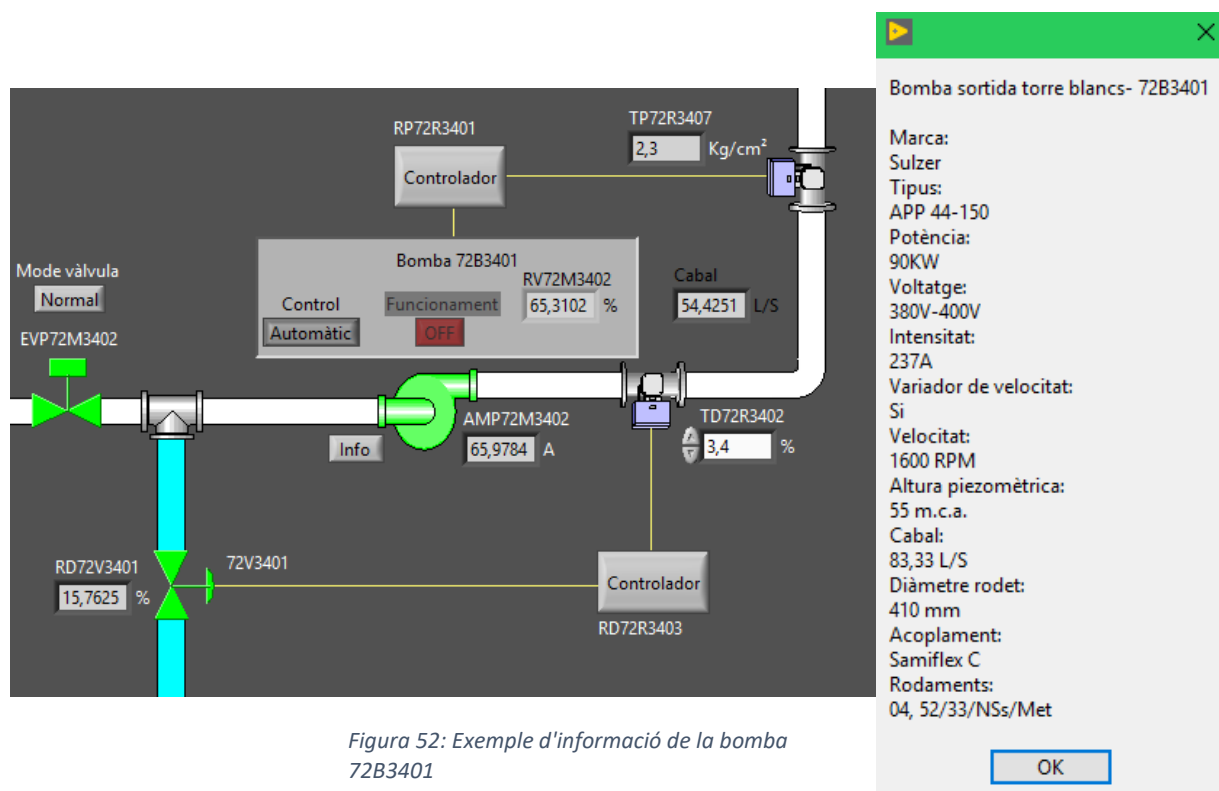 RP72R3401
Controlador
TP72R3407
2,3 Kg/cm²
Bomba 72B3401
Control
Automàtic
Funcionament
OFF
RV72M3402
65,3102 %
Cabal
54,4251 L/S
Mode vàlvula
Normal
EVP72M3402
Info
AMP72M3402
65,9784 A
TD72R3402
3,4 %
RD72V3401
15,7625 %
72V3401
Controlador
RD72R3403
Figura 52: Exemple d'informació de la bomba
72B3401
Bomba sortida torre blancs- 72B3401
Marca:
Sulzer
Tipus:
APP 44-150
Potència:
90KW
Voltatge:
380V-400V
Intensitat:
237A
Variador de velocitat:
Si
Velocitat:
1600 RPM
Altura piezomètrica:
55 m.c.a.
Cabal:
83,33 L/S
Diàmetre rodet:
410 mm
Acoplament:
Samiflex C
Rodaments:
04, 52/33/NSs/Met
OK